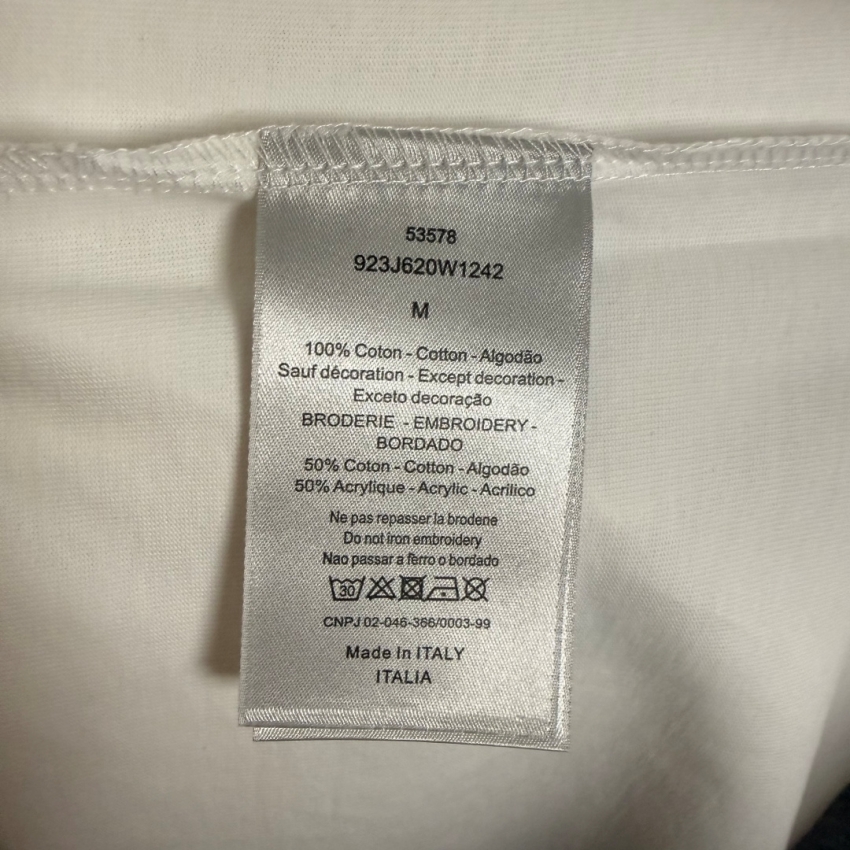 53578
923J620W1242
M
100% Coton - Cotton - Algodão
Sauf décoration - Except decoration -
Exceto decoração
BRODERIE - EMBROIDERY -
BORDADO
50% Coton - Cotton - Algodão
50% Acrylique - Acrylic - Acrilico
Ne pas repasser la brodene
Do not iron embroidery
Nao passar a ferro o bordado
30
CNPJ 02-046-366/0003-99
Made In ITALY
ITALIA